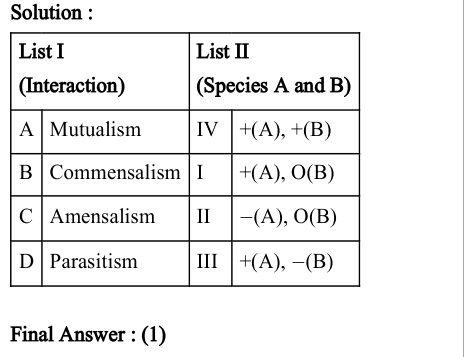 Solution :
List I List II
(Interaction) (Species A and B)
A Mutualism IV +(A), +(B)
B Commensalism I +(A), O(B)
C Amensalism II −(A), O(B)
D Parasitism III +(A), −(B)
Final Answer : (1)